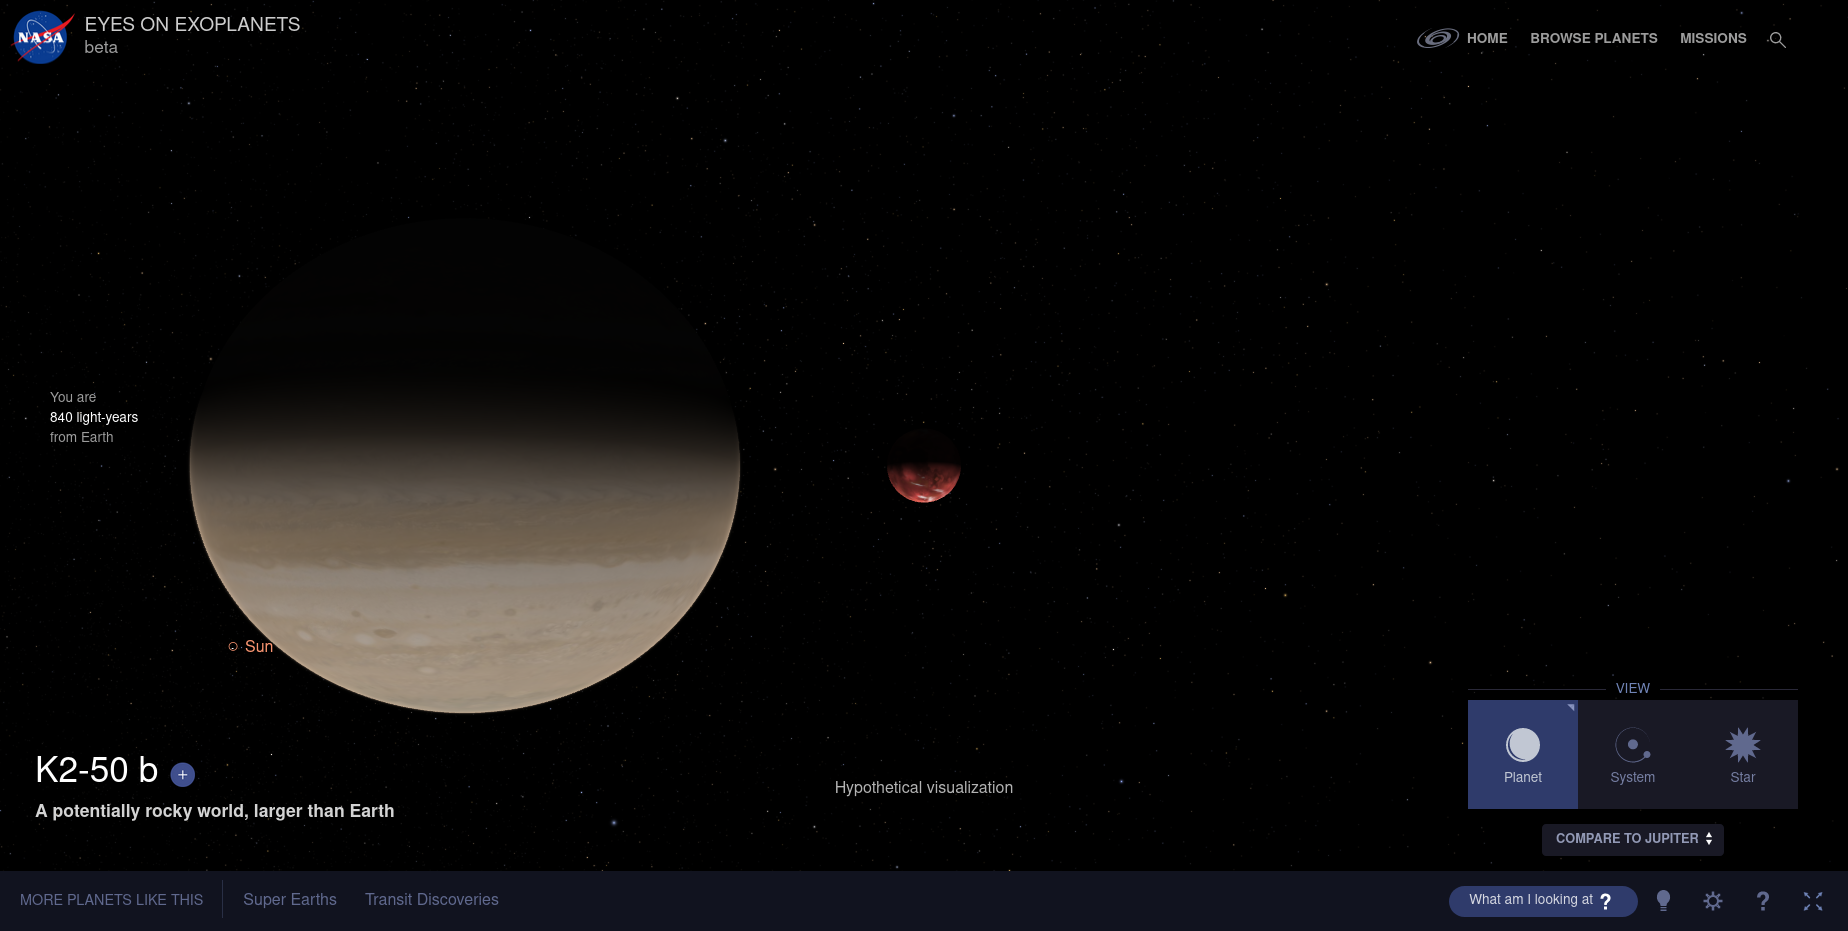 NASA
EYES ON EXOPLANETS
beta
HOME
BROWSE PLANETS
MISSIONS
You are
840 light-years
from Earth
Sun
K2-50 b +
A potentially rocky world, larger than Earth
Hypothetical visualization
VIEW
Planet
System
Star
COMPARE TO JUPITER
MORE PLANETS LIKE THIS
Super Earths
Transit Discoveries
What am I looking at ?
?